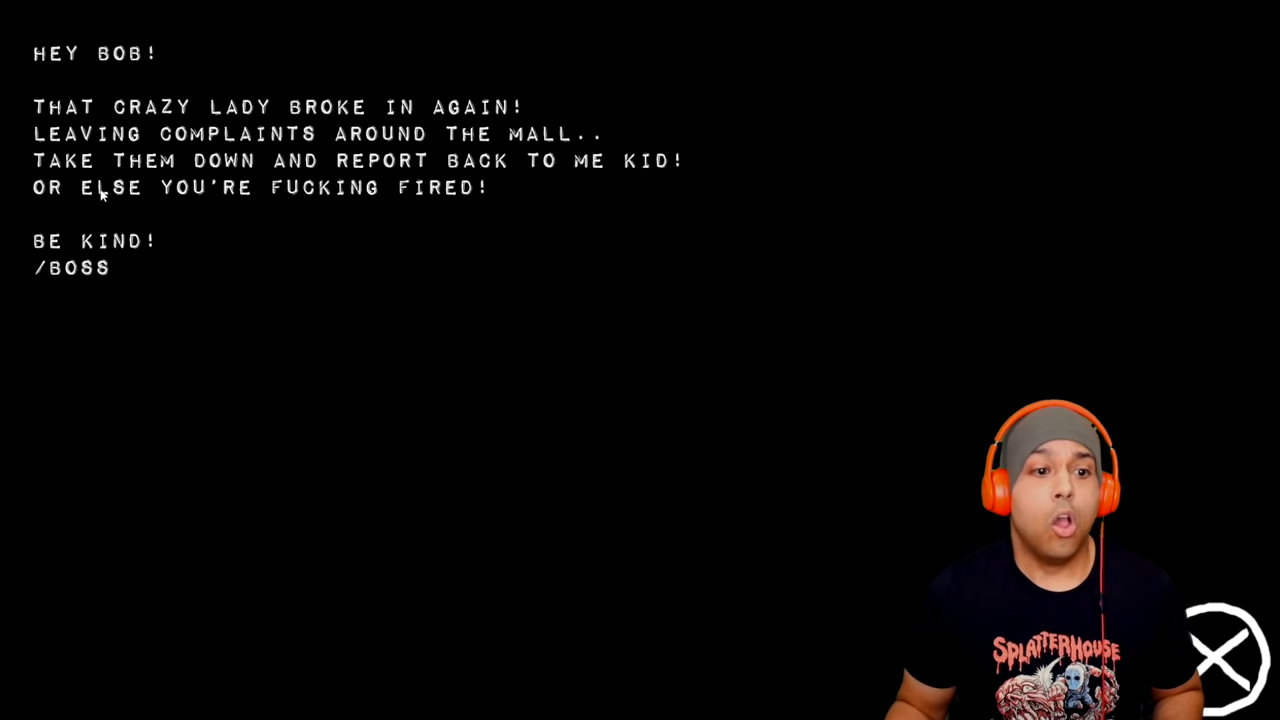 HEY BOB!
THAT CRAZY LADY BROKE IN AGAIN!
LEAVING COMPLAINTS AROUND THE MALL..
TAKE THEM DOWN AND REPORT BACK TO ME KID!
OR ELSE YOU'RE FUCKING FIRED!
BE KIND!
/BOSS
SPLATTERHOUSE